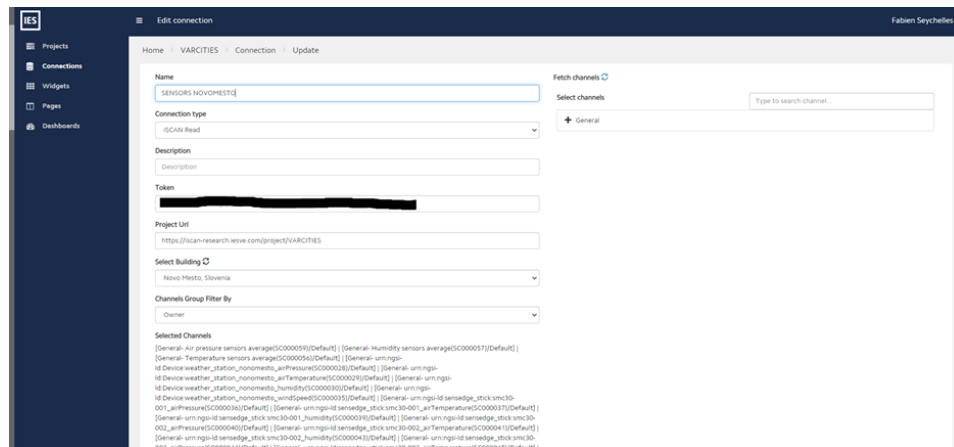 IES
Edit connection
Fabien Seychelles
Projects
Connections
Widgets
Pages
Dashboards
Home
VARCITIES
Connection
Update
Name
SENSORS NOVOMESTO
Connection type
iSCAN Read
Description
Description
Token
Project Url
https://iscan-research.iesve.com/project/VARCITIES
Select Building
Novo Mesto, Slovenia
Channels Group Filter By
Owner
Selected Channels
[General- Air pressure sensors average(SC000059)/Default] | [General- Humidity sensors average(SC000057)/Default] |
[General- Temperature sensors average(SC000056)/Default] | [General- urn:ngsi-
ld:Device:weather_station_nonomesto_airPressure(SC000028)/Default] | [General- urn:ngsi-
ld:Device:weather_station_nonomesto_airTemperature(SC000029)/Default] | [General- urn:ngsi-
ld:Device:weather_station_nonomesto_humidity(SC000030)/Default] | [General- urn:ngsi-
ld:Device:weather_station_nonomesto_windSpeed(SC000035)/Default] | [General- urn:ngsi-ld:sensedge_stick:smc30-
001_airPressure(SC000036)/Default] | [General- urn:ngsi-ld:sensedge_stick:smc30-001_airTemperature(SC000037)/Default] |
[General- urn:ngsi-ld:sensedge_stick:smc30-001_humidity(SC000039)/Default] | [General- urn:ngsi-ld:sensedge_stick:smc30-
002_airPressure(SC000040)/Default] | [General- urn:ngsi-ld:sensedge_stick:smc30-002_airTemperature(SC000041)/Default] |
[General- urn:ngsi-ld:sensedge_stick:smc30-002_humidity(SC000043)/Default] | [General- urn:ngsi-ld:sensedge_stick:smc30-
Fetch channels
Select channels
Type to search channel...
General